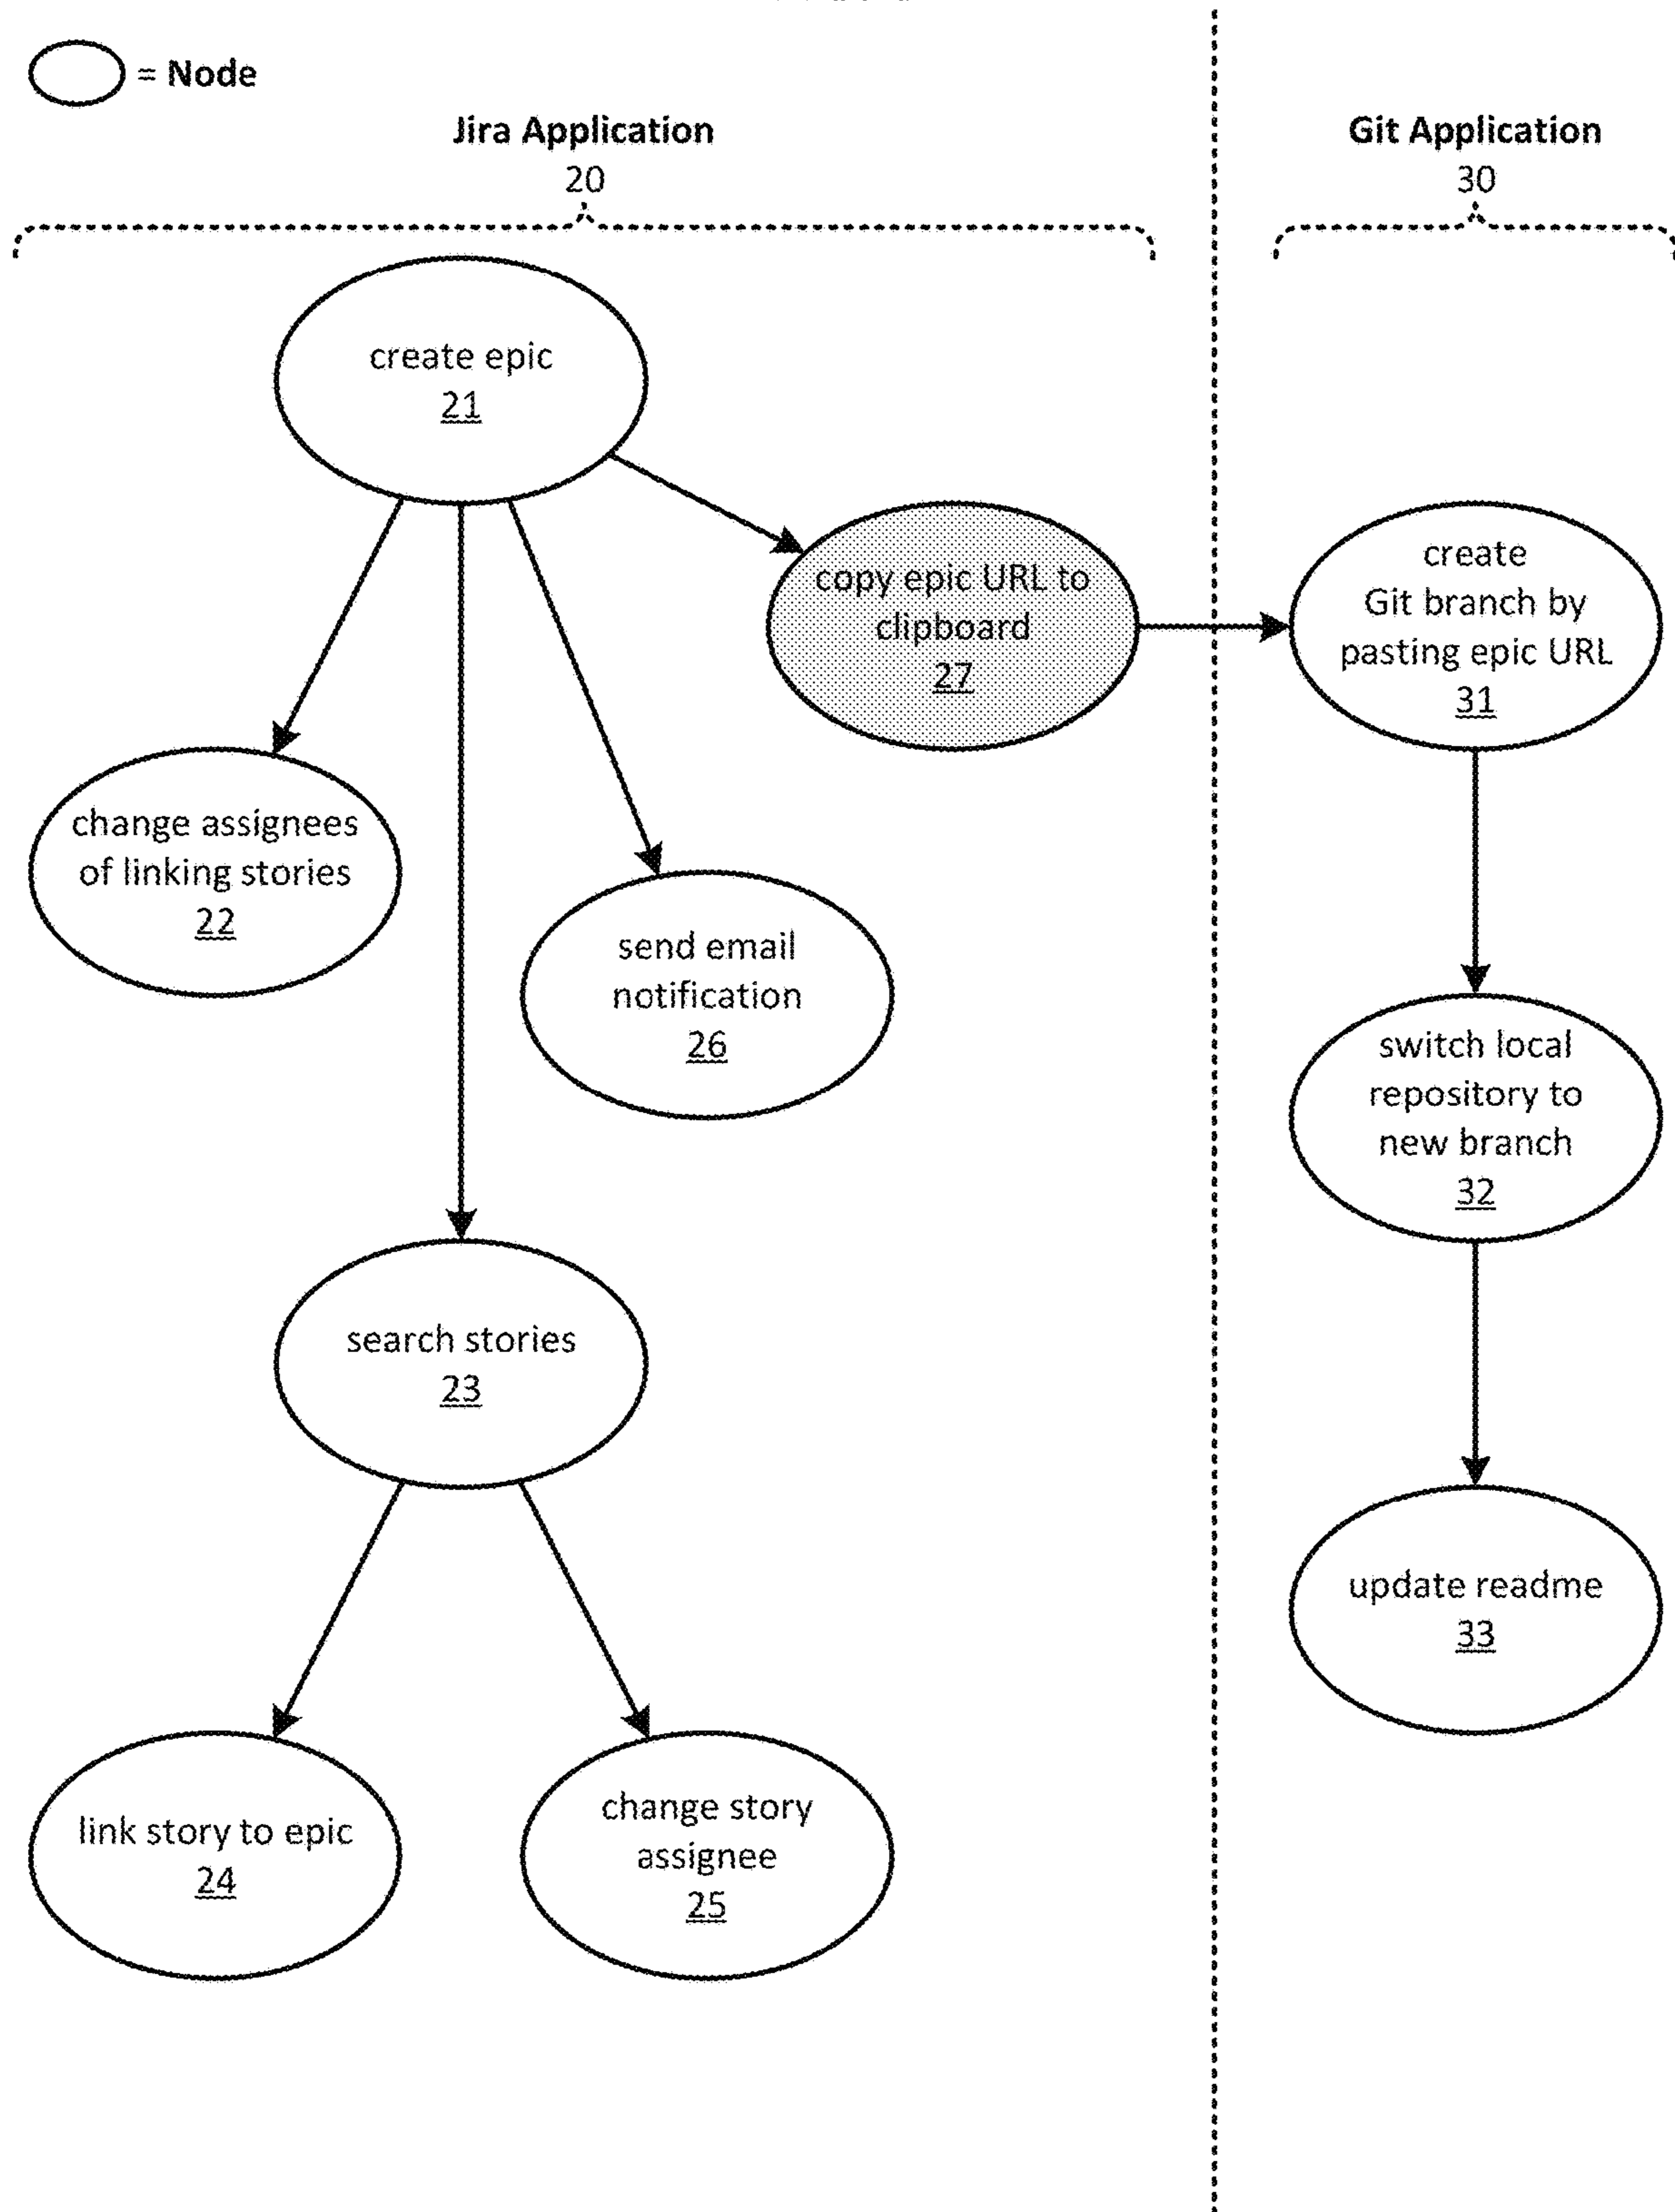 = Node
Jira Application
20
Git Application
30
create epic
21
copy epic URL to
clipboard
27
create
Git branch by
pasting epic URL
31
change assignees
of linking stories
22
send email
notification
26
switch local
repository to
new branch
32
search stories
23
update readme
33
link story to epic
24
change story
assignee
25